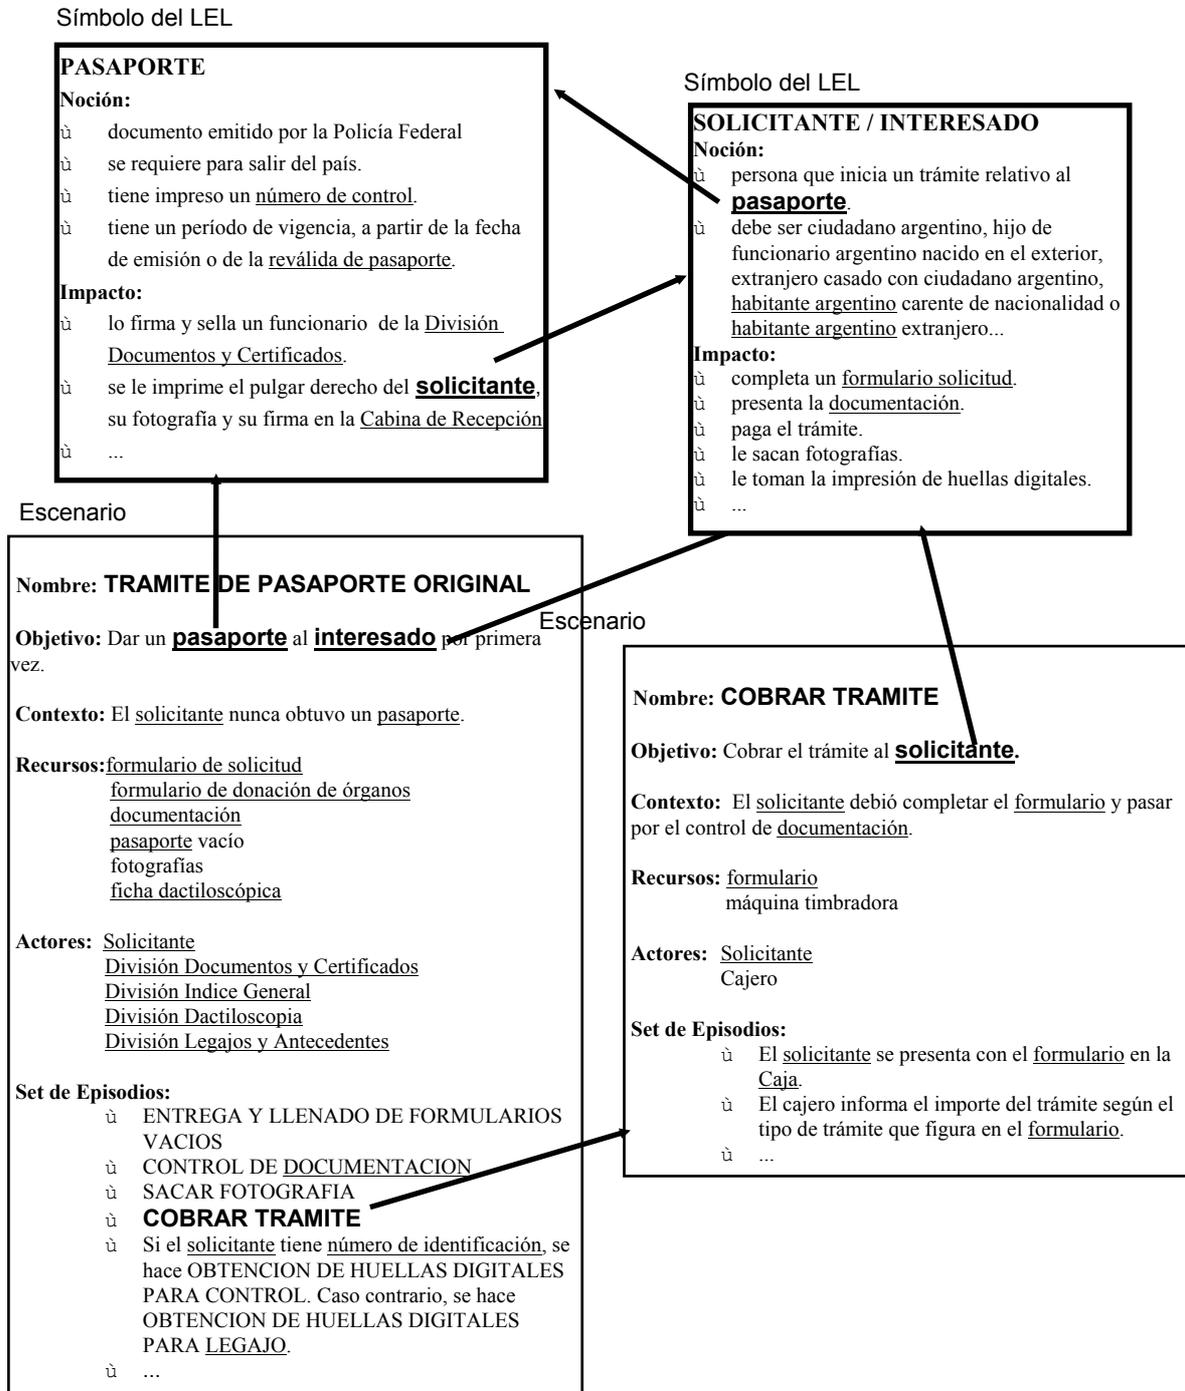 Símbolo del LEL
PASAPORTE
Noción:
ù documento emitido por la Policía Federal
ù se requiere para salir del país.
ù tiene impreso un número de control.
ù tiene un período de vigencia, a partir de la fecha
de emisión o de la reválida de pasaporte.
Impacto:
ù lo firma y sella un funcionario de la División
Documentos y Certificados.
ù se le imprime el pulgar derecho del solicitante,
su fotografía y su firma en la Cabina de Recepción
ù ...
Símbolo del LEL
SOLICITANTE / INTERESADO
Noción:
ù persona que inicia un trámite relativo al
pasaporte.
ù debe ser ciudadano argentino, hijo de
funcionario argentino nacido en el exterior,
extranjero casado con ciudadano argentino,
habitante argentino carente de nacionalidad o
habitante argentino extranjero...
Impacto:
ù completa un formulario solicitud.
ù presenta la documentación.
ù paga el trámite.
ù le sacan fotografías.
ù le toman la impresión de huellas digitales.
ù ...
Escenario
Nombre: TRAMITE DE PASAPORTE ORIGINAL
Objetivo: Dar un pasaporte al interesado por primera
vez.
Contexto: El solicitante nunca obtuvo un pasaporte.
Recursos:formulario de solicitud
formulario de donación de órganos
documentación
pasaporte vacío
fotografías
ficha dactiloscópica
Actores: Solicitante
División Documentos y Certificados
División Indice General
División Dactiloscopia
División Legajos y Antecedentes
Set de Episodios:
ù ENTREGA Y LLENADO DE FORMULARIOS
VACIOS
ù CONTROL DE DOCUMENTACION
ù SACAR FOTOGRAFIA
ù COBRAR TRAMITE
ù Si el solicitante tiene número de identificación, se
hace OBTENCION DE HUELLAS DIGITALES
PARA CONTROL. Caso contrario, se hace
OBTENCION DE HUELLAS DIGITALES
PARA LEGAJO.
ù ...
Escenario
Nombre: COBRAR TRAMITE
Objetivo: Cobrar el trámite al solicitante.
Contexto: El solicitante debió completar el formulario y pasar
por el control de documentación.
Recursos: formulario
máquina timbradora
Actores: Solicitante
Cajero
Set de Episodios:
ù El solicitante se presenta con el formulario en la
Caja.
ù El cajero informa el importe del trámite según el
tipo de trámite que figura en el formulario.
ù ...